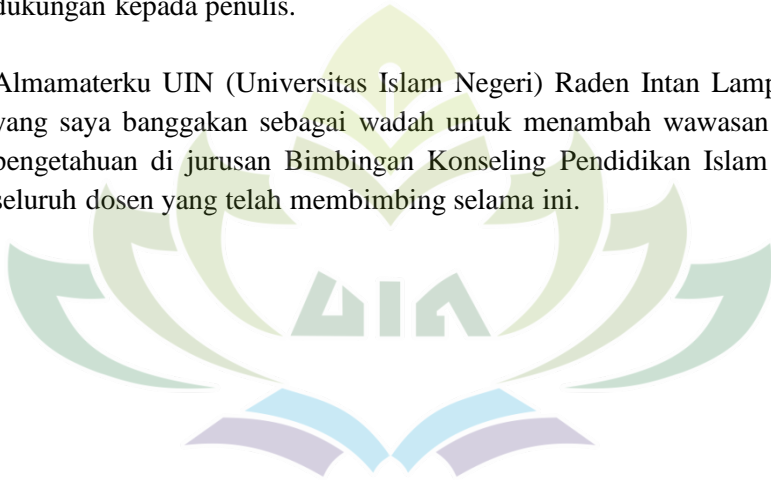 dukungan kepada penulis.
Almamaterku UIN (Universitas Islam Negeri) Raden Intan Lamp
yang saya banggakan sebagai wadah untuk menambah wawasan
pengetahuan di jurusan Bimbingan Konseling Pendidikan Islam
seluruh dosen yang telah membimbing selama ini.
UIN